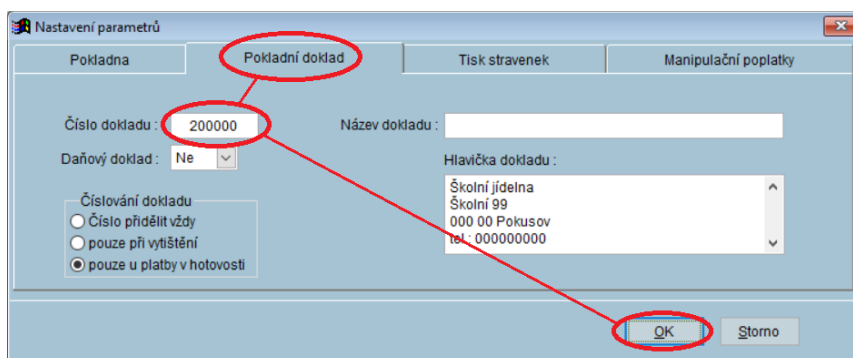 Nastavení parametrů
Pokladna
Pokladní doklad
Tisk stravenek
Manipulační poplatky
Číslo dokladu : 200000
Název dokladu :
Daňový doklad : Ne
Hlavička dokladu :
Školní jídelna
Školní 99
000 00 Pokusov
tel.: 000000000
Číslování dokladu
Číslo přidělit vždy
pouze při vytištění
pouze u platby v hotovosti
OK
Storno